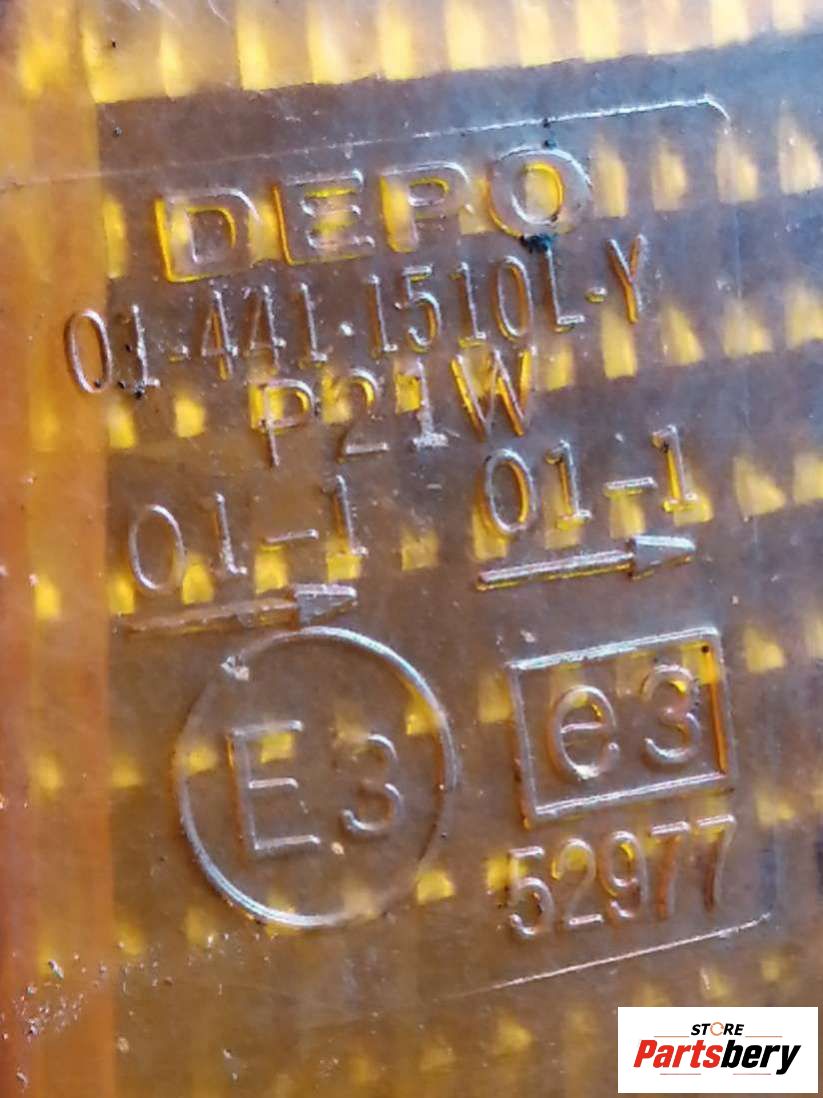 DEPO
01-441-1510L-Y
P21W
01-1 01-1
E3 e3
52977
STORE
Partsbery